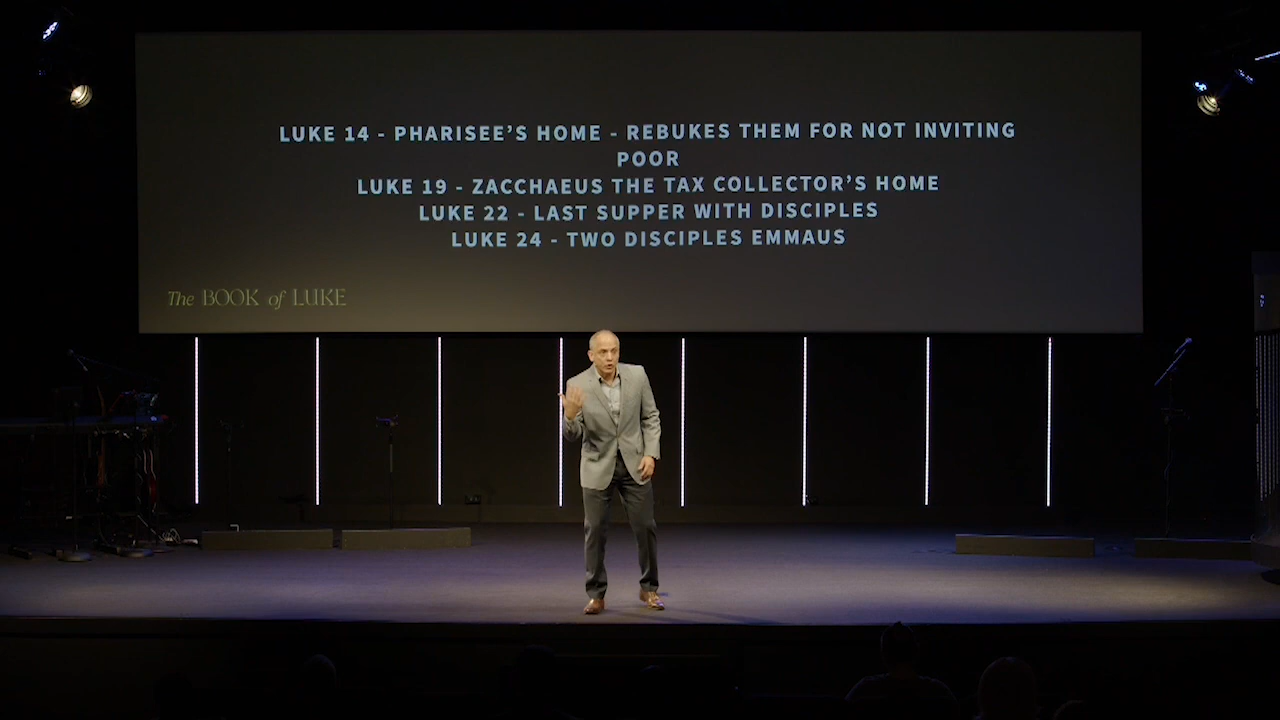 LUKE 14 - PHARISEE’S HOME - REBUKES THEM FOR NOT INVITING
POOR
LUKE 19 - ZACCHAEUS THE TAX COLLECTOR’S HOME
LUKE 22 - LAST SUPPER WITH DISCIPLES
LUKE 24 - TWO DISCIPLES EMMAUS
The BOOK of LUKE